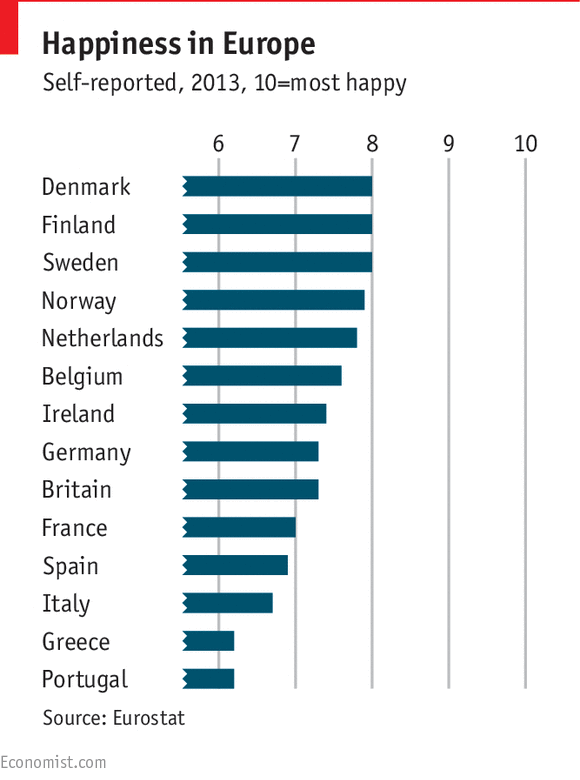 Happiness in Europe
Self-reported, 2013, 10=most happy
6 7 8 9 10
Denmark
Finland
Sweden
Norway
Netherlands
Belgium
Ireland
Germany
Britain
France
Spain
Italy
Greece
Portugal
Source: Eurostat
Economist.com